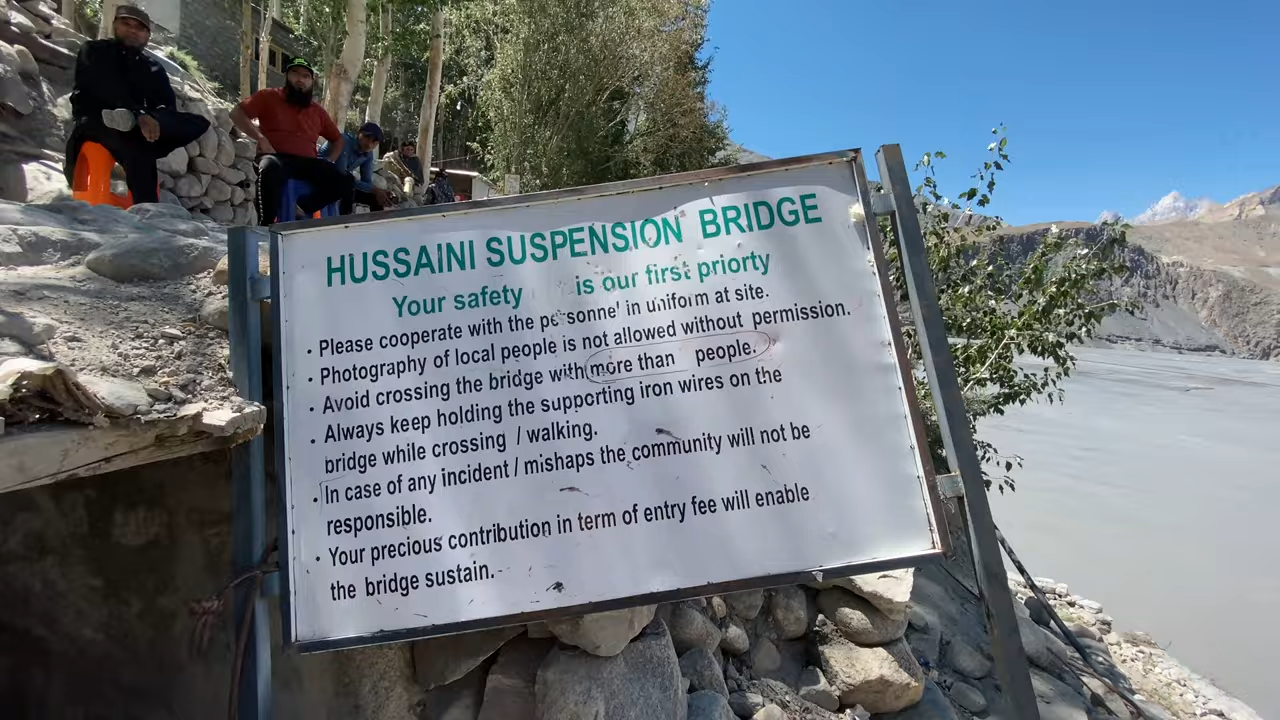 HUSSAINI SUSPENSION BRIDGE
Your safety is our first priorty
• Please cooperate with the personnel in uniform at site.
• Photography of local people is not allowed without permission.
• Avoid crossing the bridge with more than people.
• Always keep holding the supporting iron wires on the
bridge while crossing / walking.
• In case of any incident / mishaps the community will not be
responsible.
• Your precious contribution in term of entry fee will enable
the bridge sustain.